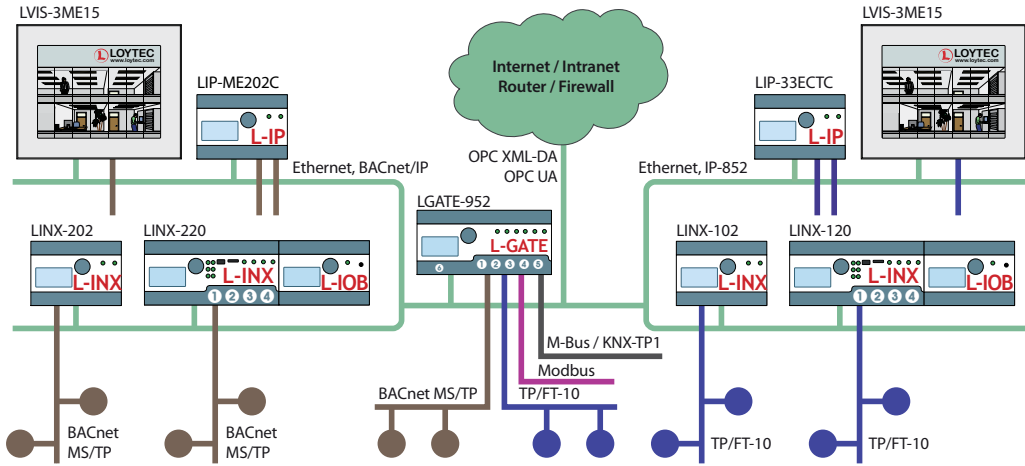 LVIS-3ME15
LOYTEC
www.loytec.com
LIP-ME202C
L-IP
Ethernet, BACnet/IP
Internet / Intranet
Router / Firewall
OPC XML-DA
OPC UA
LIP-33ECTC
L-IP
Ethernet, IP-852
LVIS-3ME15
LOYTEC
www.loytec.com
LINX-202
L-INX
LINX-220
L-INX
1 2 3 4
L-IOB
LGATE-952
L-GATE
6
1 2 3 4 5
LINX-102
L-INX
LINX-120
L-INX
1 2 3 4
L-IOB
M-Bus / KNX-TP1
Modbus
BACnet MS/TP
TP/FT-10
BACnet
MS/TP
BACnet
MS/TP
TP/FT-10
TP/FT-10